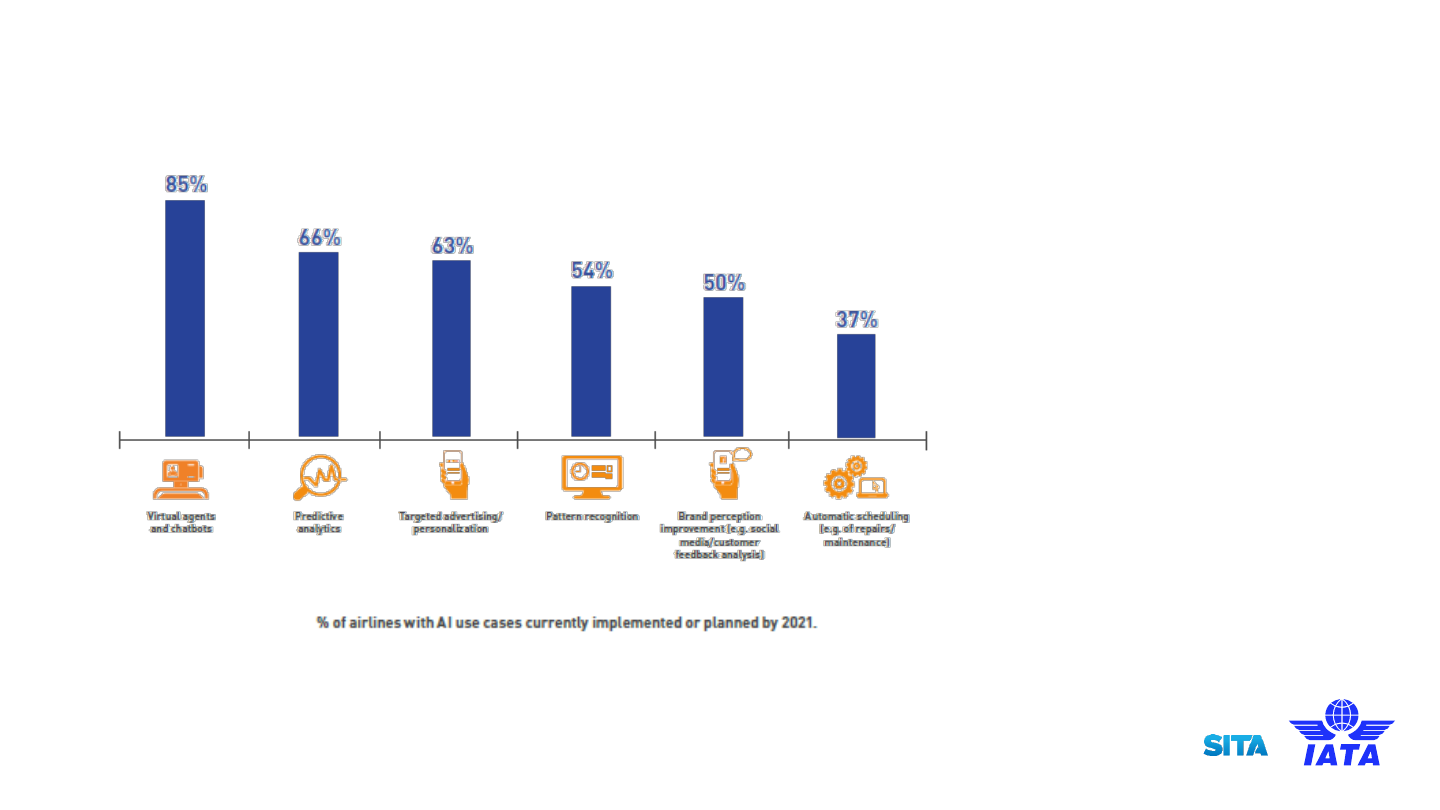 85%
66%
63%
54%
50%
37%
Virtual agents
and chatbots
Predictive
analytics
Targeted advertising/
personalization
Pattern recognition
Brand perception
improvement (e.g. social
media/customer
feedback analysis)
Automatic scheduling
(e.g. of repairs/
maintenance)
% of airlines with AI use cases currently implemented or planned by 2021.
SITA
IATA